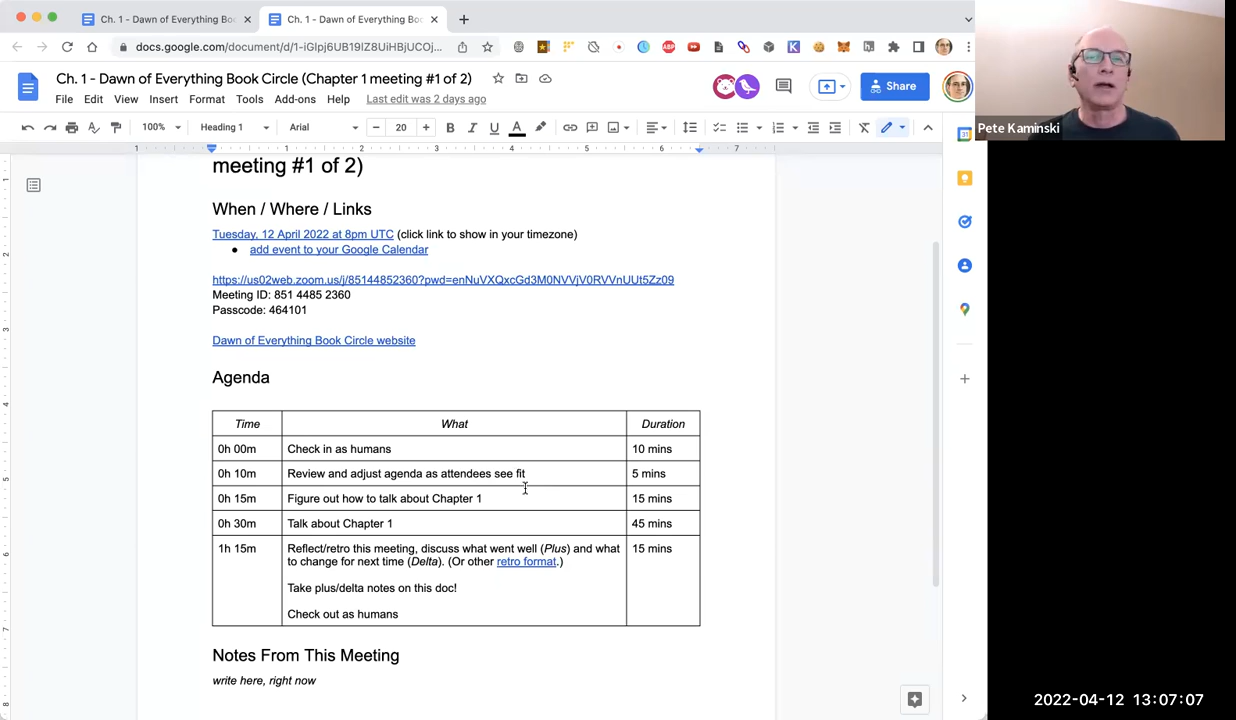 Ch. 1 - Dawn of Everything Bo
Ch. 1 - Dawn of Everything Bo
docs.google.com/document/d/1-iGlpj6UB19IZ8UiHBjUCOj...
Ch. 1 - Dawn of Everything Book Circle (Chapter 1 meeting #1 of 2)
File Edit View Insert Format Tools Add-ons Help Last edit was 2 days ago
Share
100% Heading 1 Arial 20 B I U A
Pete Kaminski
1 1 2 3 4 5 6 7
meeting #1 of 2)
When / Where / Links
Tuesday, 12 April 2022 at 8pm UTC (click link to show in your timezone)
● add event to your Google Calendar
https://us02web.zoom.us/j/85144852360?pwd=enNuVXQxcGd3M0NVVjV0RVVnUUt5Zz09
Meeting ID: 851 4485 2360
Passcode: 464101
Dawn of Everything Book Circle website
Agenda
Time What Duration
0h 00m Check in as humans 10 mins
0h 10m Review and adjust agenda as attendees see fit 5 mins
0h 15m Figure out how to talk about Chapter 1 15 mins
0h 30m Talk about Chapter 1 45 mins
1h 15m Reflect/retro this meeting, discuss what went well (Plus) and what 15 mins
to change for next time (Delta). (Or other retro format.)
Take plus/delta notes on this doc!
Check out as humans
Notes From This Meeting
write here, right now
2022-04-12 13:07:07